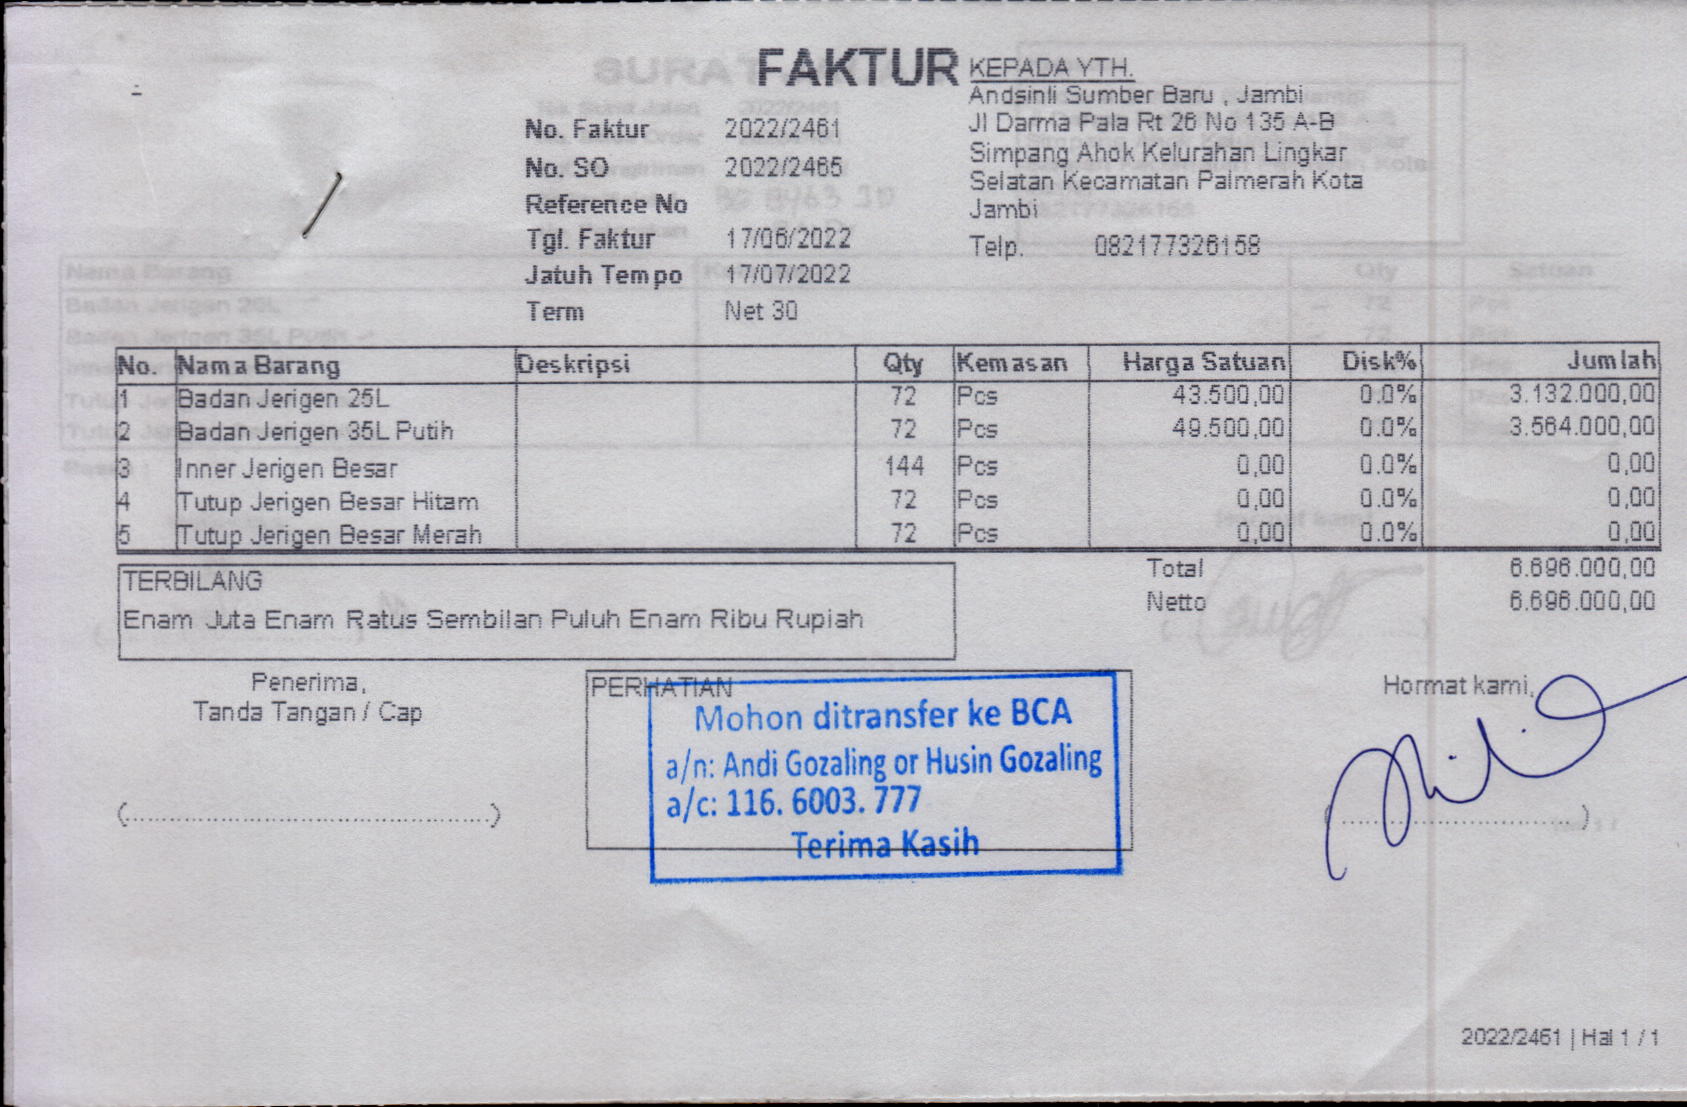 FAKTUR
No. Faktur 2022/2461
No. SO 2022/2465
Reference No
Tgl. Faktur 17/06/2022
Jatuh Tempo 17/07/2022
Term Net 30
KEPADA YTH.
Andsinli Sumber Baru , Jambi
Jl Darma Pala Rt 26 No 135 A-B
Simpang Ahok Kelurahan Lingkar
Selatan Kecamatan Palmerah Kota
Jambi
Telp. 082177326158
No. Nama Barang Deskripsi Qty Kemasan Harga Satuan Disk% Jumlah
1 Badan Jerigen 25L 72 Pcs 43.500,00 0.0% 3.132.000,00
2 Badan Jerigen 35L Putih 72 Pcs 49.500,00 0.0% 3.564.000,00
3 Inner Jerigen Besar 144 Pcs 0,00 0.0% 0,00
4 Tutup Jerigen Besar Hitam 72 Pcs 0,00 0.0% 0,00
5 Tutup Jerigen Besar Merah 72 Pcs 0,00 0.0% 0,00
Total 6.696.000,00
Netto 6.696.000,00
TERBILANG
Enam Juta Enam Ratus Sembilan Puluh Enam Ribu Rupiah
Penerima,
Tanda Tangan / Cap
(................................................)
PERHATIAN
Mohon ditransfer ke BCA
a/n: Andi Gozaling or Husin Gozaling
a/c: 116. 6003. 777
Terima Kasih
Hormat kami,
(................................)
2022/2461 | Hal 1 / 1